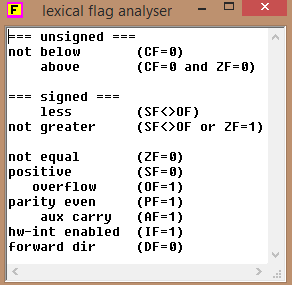 F lexical flag analyser
=== unsigned ===
not below (CF=0)
above (CF=0 and ZF=0)
=== signed ===
less (SF<>OF)
not greater (SF<>OF or ZF=1)
not equal (ZF=0)
positive (SF=0)
overflow (OF=1)
parity even (PF=1)
aux carry (AF=1)
hw-int enabled (IF=1)
forward dir (DF=0)